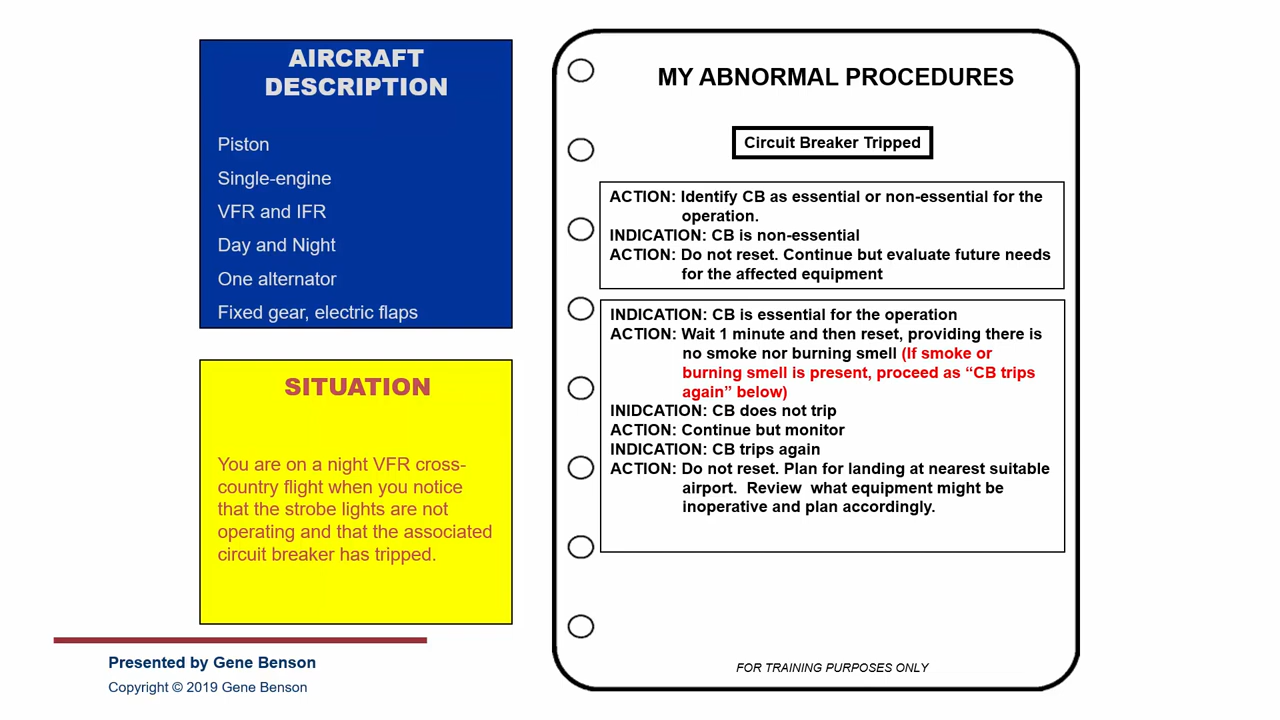 AIRCRAFT
DESCRIPTION
Piston
Single-engine
VFR and IFR
Day and Night
One alternator
Fixed gear, electric flaps
SITUATION
You are on a night VFR cross-
country flight when you notice
that the strobe lights are not
operating and that the associated
circuit breaker has tripped.
Presented by Gene Benson
Copyright © 2019 Gene Benson
MY ABNORMAL PROCEDURES
Circuit Breaker Tripped
ACTION: Identify CB as essential or non-essential for the
operation.
INDICATION: CB is non-essential
ACTION: Do not reset. Continue but evaluate future needs
for the affected equipment
INDICATION: CB is essential for the operation
ACTION: Wait 1 minute and then reset, providing there is
no smoke nor burning smell (If smoke or
burning smell is present, proceed as “CB trips
again” below)
INIDCATION: CB does not trip
ACTION: Continue but monitor
INDICATION: CB trips again
ACTION: Do not reset. Plan for landing at nearest suitable
airport. Review what equipment might be
inoperative and plan accordingly.
FOR TRAINING PURPOSES ONLY